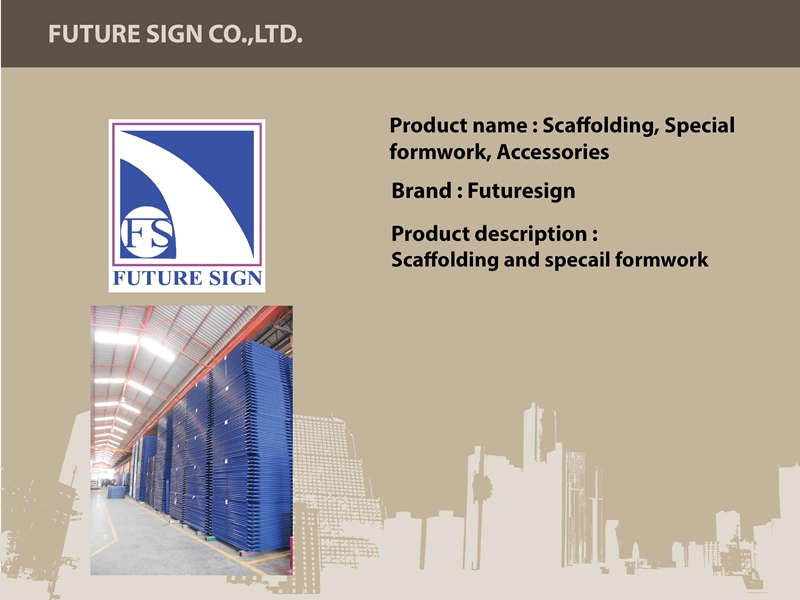 FUTURE SIGN CO.,LTD.
FS
FUTURE SIGN
Product name : Scaffolding, Special
formwork, Accessories
Brand : Futuresign
Product description :
Scaffolding and specail formwork